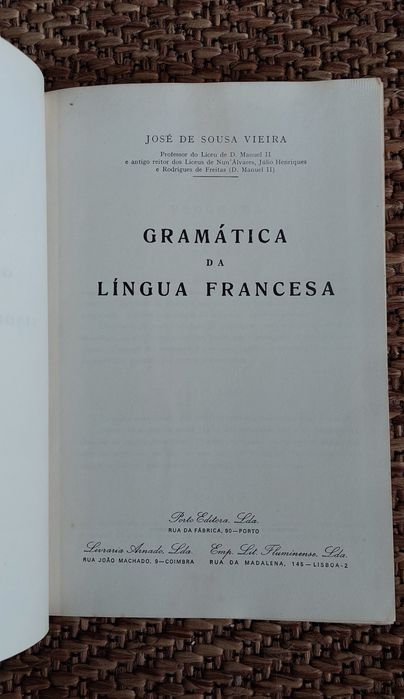 JOSÉ DE SOUSA VIEIRA
Professor do Liceu de D. Manuel II
e antigo reitor dos Liceus de Nun'Álvares, Júlio Henriques
e Rodrigues de Freitas (D. Manuel II)
GRAMÁTICA
DA
LÍNGUA FRANCESA
Porto Editora, Lda.
RUA DA FÁBRICA, 90—PORTO
Livraria Arnado, Lda.
RUA JOÃO MACHADO, 9—COIMBRA
Emp. Lit. Fluminense, Lda.
RUA DA MADALENA, 145—LISBOA-2